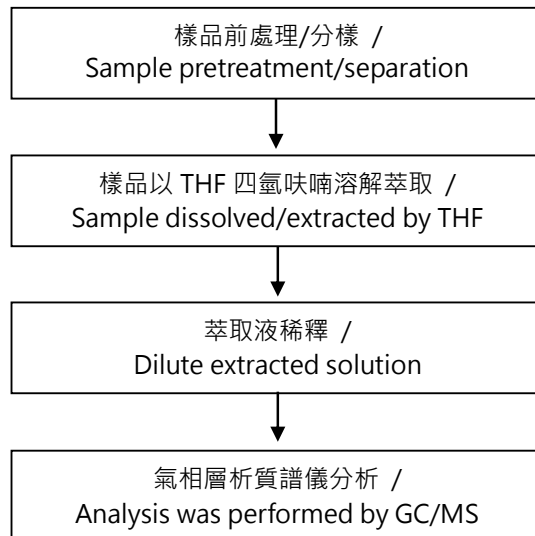 樣品前處理/分樣 /
Sample pretreatment/separation
樣品以 THF 四氫呋喃溶解萃取 /
Sample dissolved/extracted by THF
萃取液稀釋 /
Dilute extracted solution
氣相層析質譜儀分析 /
Analysis was performed by GC/MS